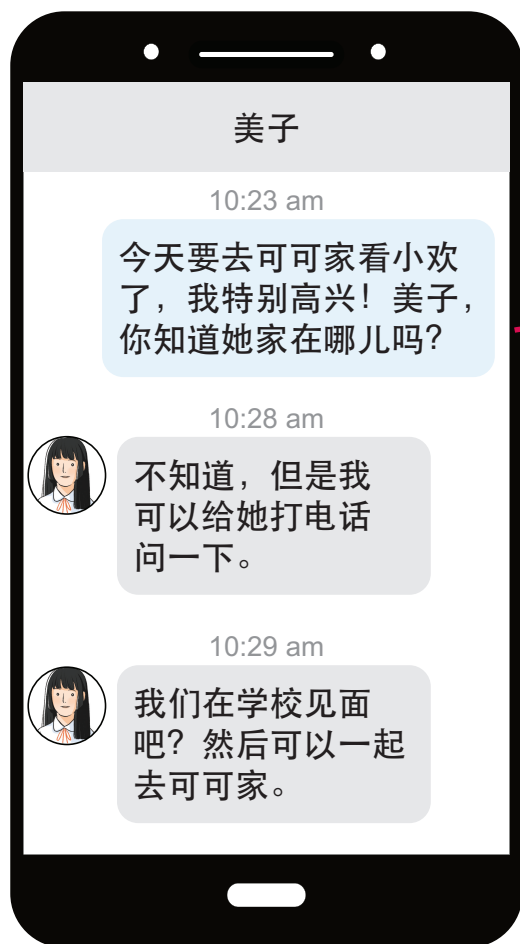 美子
10:23 am
今天要去可可家看小欢
了，我特别高兴！美子，
你知道她家在哪儿吗？
10:28 am
不知道，但是我
可以给她打电话
问一下。
10:29 am
我们在学校见面
吧？然后可以一起
去可可家。